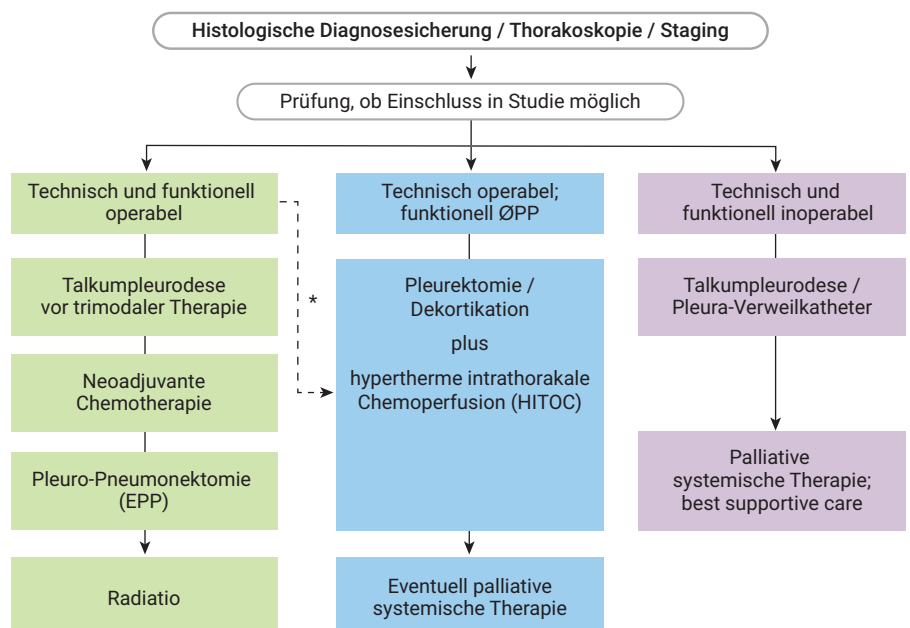 Histologische Diagnosesicherung / Thorakoskopie / Staging
Prüfung, ob Einschluss in Studie möglich
Technisch und funktionell
operabel
Talkumpleurodese
vor trimodaler Therapie
Neoadjuvante
Chemotherapie
Pleuro-Pneumonektomie
(EPP)
Radiatio
*
Technisch operabel;
funktionell ØPP
Pleurektomie /
Dekortikation
plus
hypertherme intrathorakale
Chemoperfusion (HITOC)
Eventuell palliative
systemische Therapie
Technisch und
funktionell inoperabel
Talkumpleurodese /
Pleura-Verweilkatheter
Palliative
systemische Therapie;
best supportive care